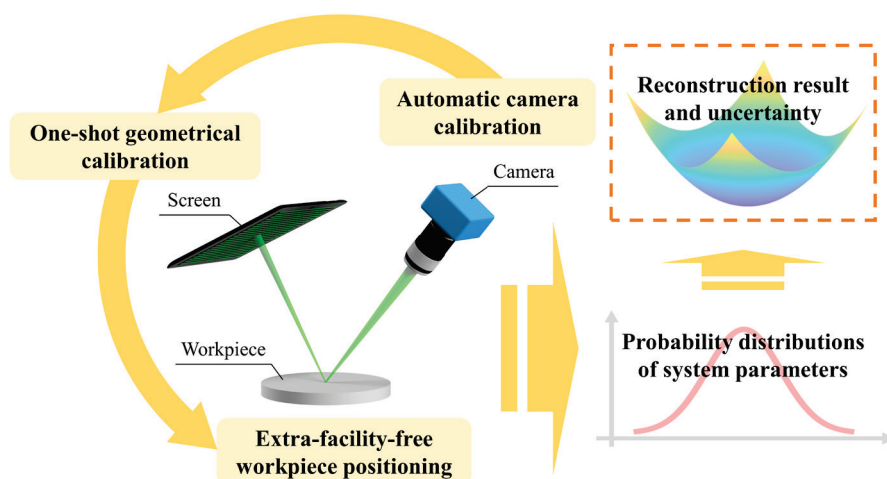 Automatic camera
calibration
One-shot geometrical
calibration
Screen
Camera
Workpiece
Extra-facility-free
workpiece positioning
Reconstruction result
and uncertainty
Probability distributions
of system parameters